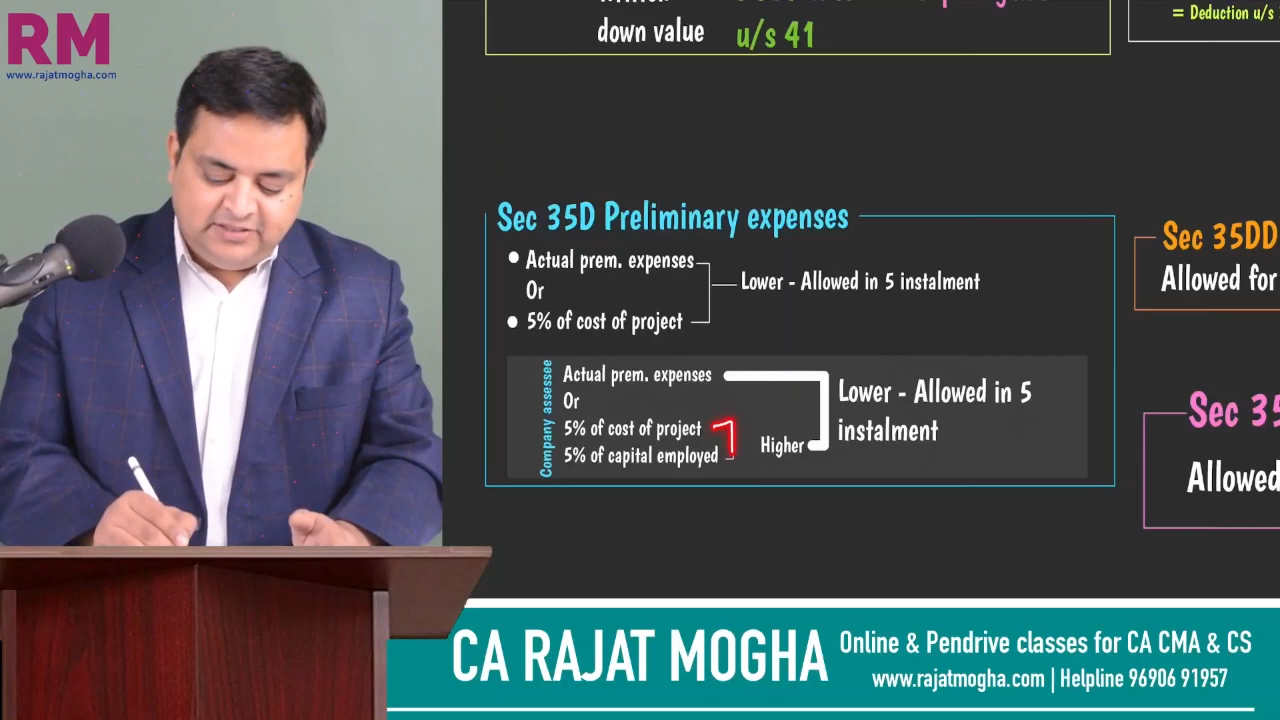 RM
www.rajatmogha.com
down value u/s 41
= Deduction u/s
Sec 35D Preliminary expenses
• Actual prem. expenses
Or
• 5% of cost of project
Lower - Allowed in 5 instalment
Company assessee
Actual prem. expenses
Or
5% of cost of project
5% of capital employed
Higher
Lower - Allowed in 5
instalment
Sec 35DD
Allowed for
Sec 35
Allowed
CA RAJAT MOGHA
Online & Pendrive classes for CA CMA & CS
www.rajatmogha.com | Helpline 96906 91957